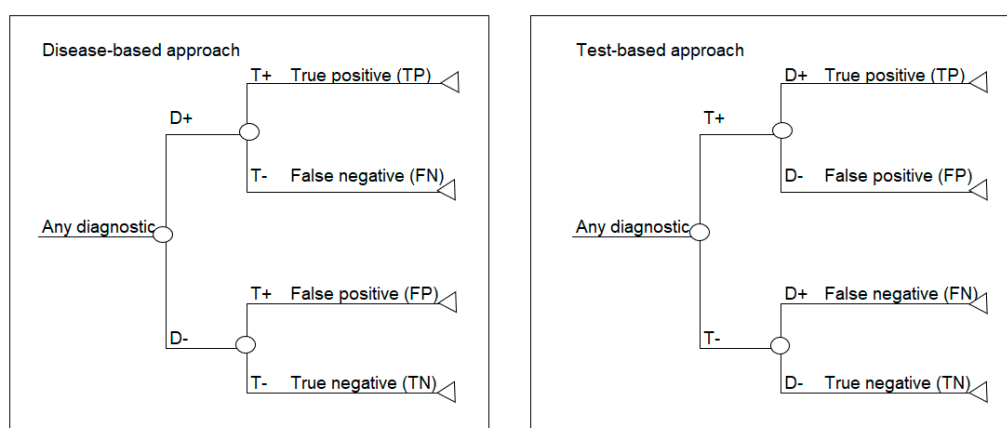 Disease-based approach
T+ True positive (TP)
D+
T- False negative (FN)
Any diagnostic
T+ False positive (FP)
D-
T- True negative (TN)
Test-based approach
D+ True positive (TP)
T+
D- False positive (FP)
Any diagnostic
D+ False negative (FN)
T-
D- True negative (TN)